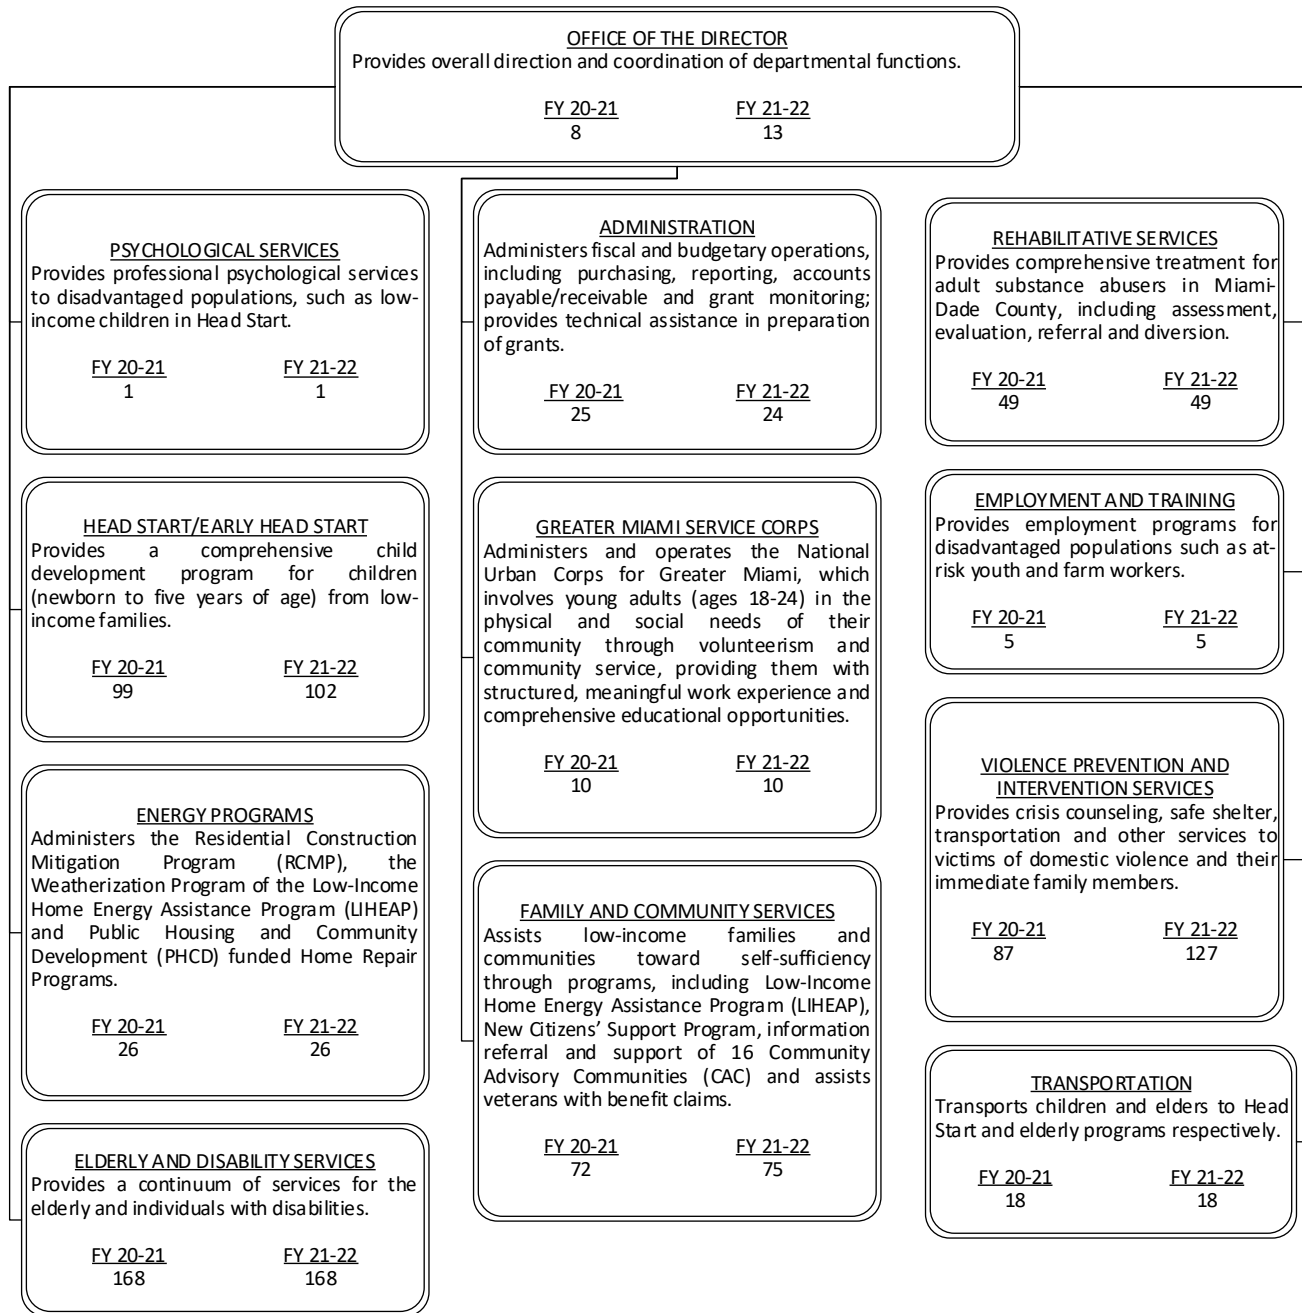 OFFICE OF THE DIRECTOR
Provides overall direction and coordination of departmental functions.
FY 20-21 FY 21-22
8 13
PSYCHOLOGICAL SERVICES
Provides professional psychological services
to disadvantaged populations, such as low-
income children in Head Start.
FY 20-21 FY 21-22
1 1
HEAD START/EARLY HEAD START
Provides a comprehensive child
development program for children
(newborn to five years of age) from low-
income families.
FY 20-21 FY 21-22
99 102
ENERGY PROGRAMS
Administers the Residential Construction
Mitigation Program (RCMP), the
Weatherization Program of the Low-Income
Home Energy Assistance Program (LIHEAP)
and Public Housing and Community
Development (PHCD) funded Home Repair
Programs.
FY 20-21 FY 21-22
26 26
ELDERLY AND DISABILITY SERVICES
Provides a continuum of services for the
elderly and individuals with disabilities.
FY 20-21 FY 21-22
168 168
ADMINISTRATION
Administers fiscal and budgetary operations,
including purchasing, reporting, accounts
payable/receivable and grant monitoring;
provides technical assistance in preparation
of grants.
FY 20-21 FY 21-22
25 24
GREATER MIAMI SERVICE CORPS
Administers and operates the National
Urban Corps for Greater Miami, which
involves young adults (ages 18-24) in the
physical and social needs of their
community through volunteerism and
community service, providing them with
structured, meaningful work experience and
comprehensive educational opportunities.
FY 20-21 FY 21-22
10 10
FAMILY AND COMMUNITY SERVICES
Assists low-income families and
communities toward self-sufficiency
through programs, including Low-Income
Home Energy Assistance Program (LIHEAP),
New Citizens’ Support Program, information
referral and support of 16 Community
Advisory Communities (CAC) and assists
veterans with benefit claims.
FY 20-21 FY 21-22
72 75
REHABILITATIVE SERVICES
Provides comprehensive treatment for
adult substance abusers in Miami-
Dade County, including assessment,
evaluation, referral and diversion.
FY 20-21 FY 21-22
49 49
EMPLOYMENT AND TRAINING
Provides employment programs for
disadvantaged populations such as at-
risk youth and farm workers.
FY 20-21 FY 21-22
5 5
VIOLENCE PREVENTION AND
INTERVENTION SERVICES
Provides crisis counseling, safe shelter,
transportation and other services to
victims of domestic violence and their
immediate family members.
FY 20-21 FY 21-22
87 127
TRANSPORTATION
Transports children and elders to Head
Start and elderly programs respectively.
FY 20-21 FY 21-22
18 18